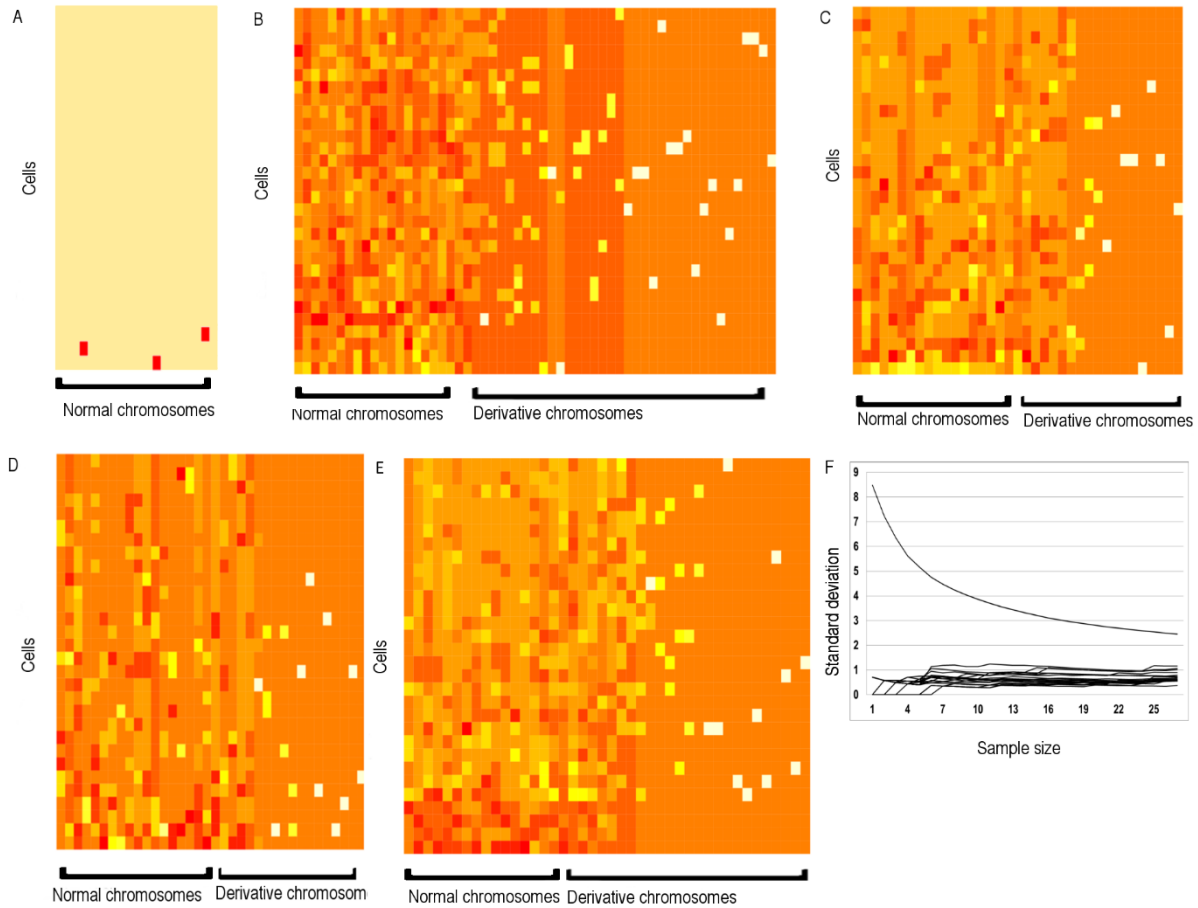 A
Cells
Normal chromosomes
B
Cells
Normal chromosomes
Derivative chromosomes
C
Cells
Normal chromosomes
Derivative chromosomes
D
Cells
Normal chromosomes
Derivative chromosom
E
Cells
Normal chromosomes
Derivative chromosomes
F
Standard deviation
9
8
7
6
5
4
3
2
1
0
1 4 7 10 13 16 19 22 25
Sample size